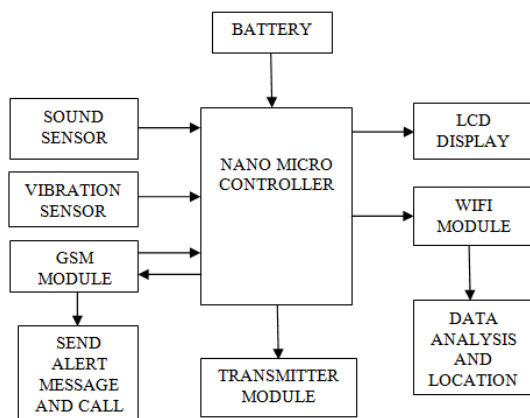 BATTERY
SOUND
SENSOR
NANO MICRO
CONTROLLER
LCD
DISPLAY
VIBRATION
SENSOR
WIFI
MODULE
GSM
MODULE
SEND
ALERT
MESSAGE
AND CALL
TRANSMITTER
MODULE
DATA
ANALYSIS
AND
LOCATION